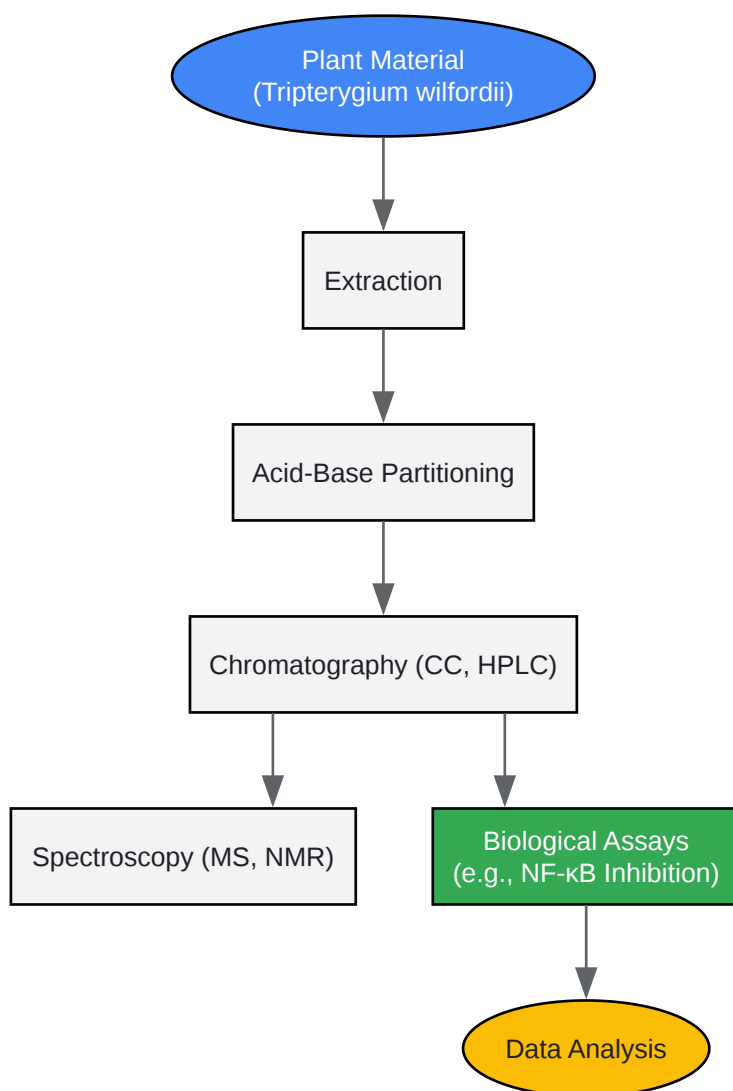 Plant Material
(Tripterygium wilfordii)
Extraction
Acid-Base Partitioning
Chromatography (CC, HPLC)
Spectroscopy (MS, NMR)
Biological Assays
(e.g., NF-κB Inhibition)
Data Analysis